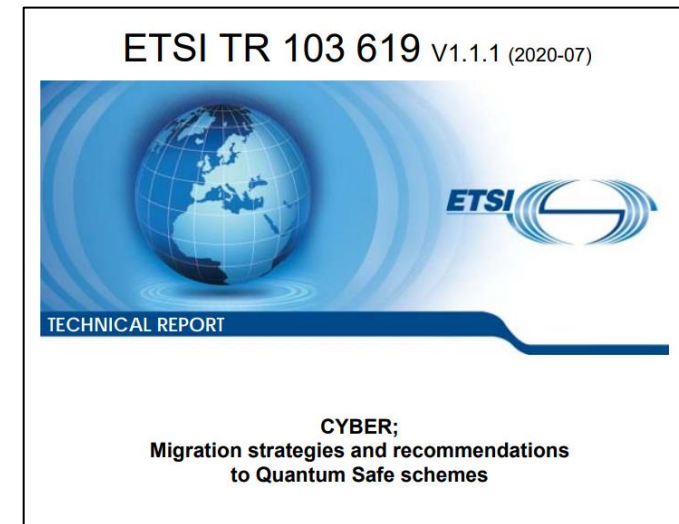 ETSI TR 103 619 V1.1.1 (2020-07)
ETSI
TECHNICAL REPORT
CYBER;
Migration strategies and recommendations
to Quantum Safe schemes